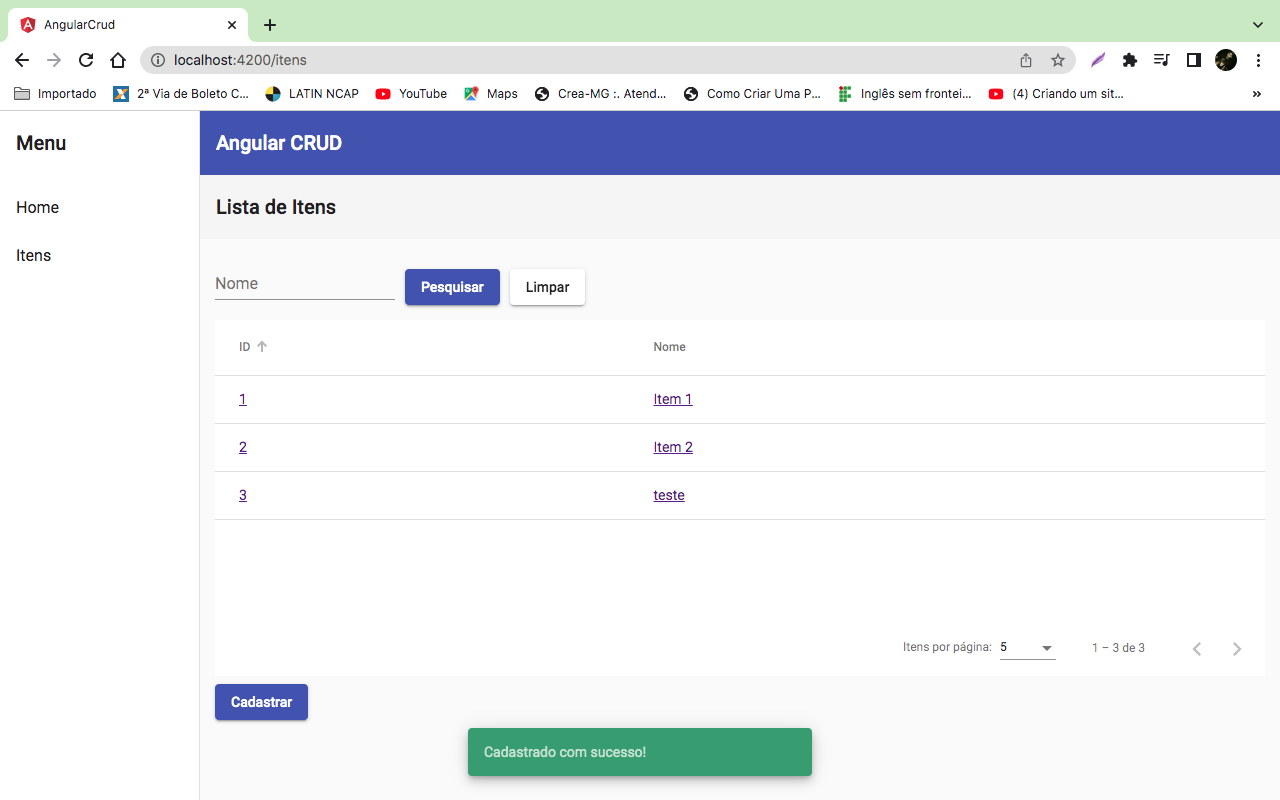 AngularCrud
localhost:4200/itens
Importado 2ª Via de Boleto C... LATIN NCAP YouTube Maps Crea-MG :. Atend... Como Criar Uma P... Inglês sem frontei... (4) Criando um sit... »
Menu
Angular CRUD
Home
Lista de Itens
Itens
Nome Pesquisar Limpar
ID Nome
1 Item 1
2 Item 2
3 teste
Itens por página: 5 1 – 3 de 3
Cadastrar
Cadastrado com sucesso!